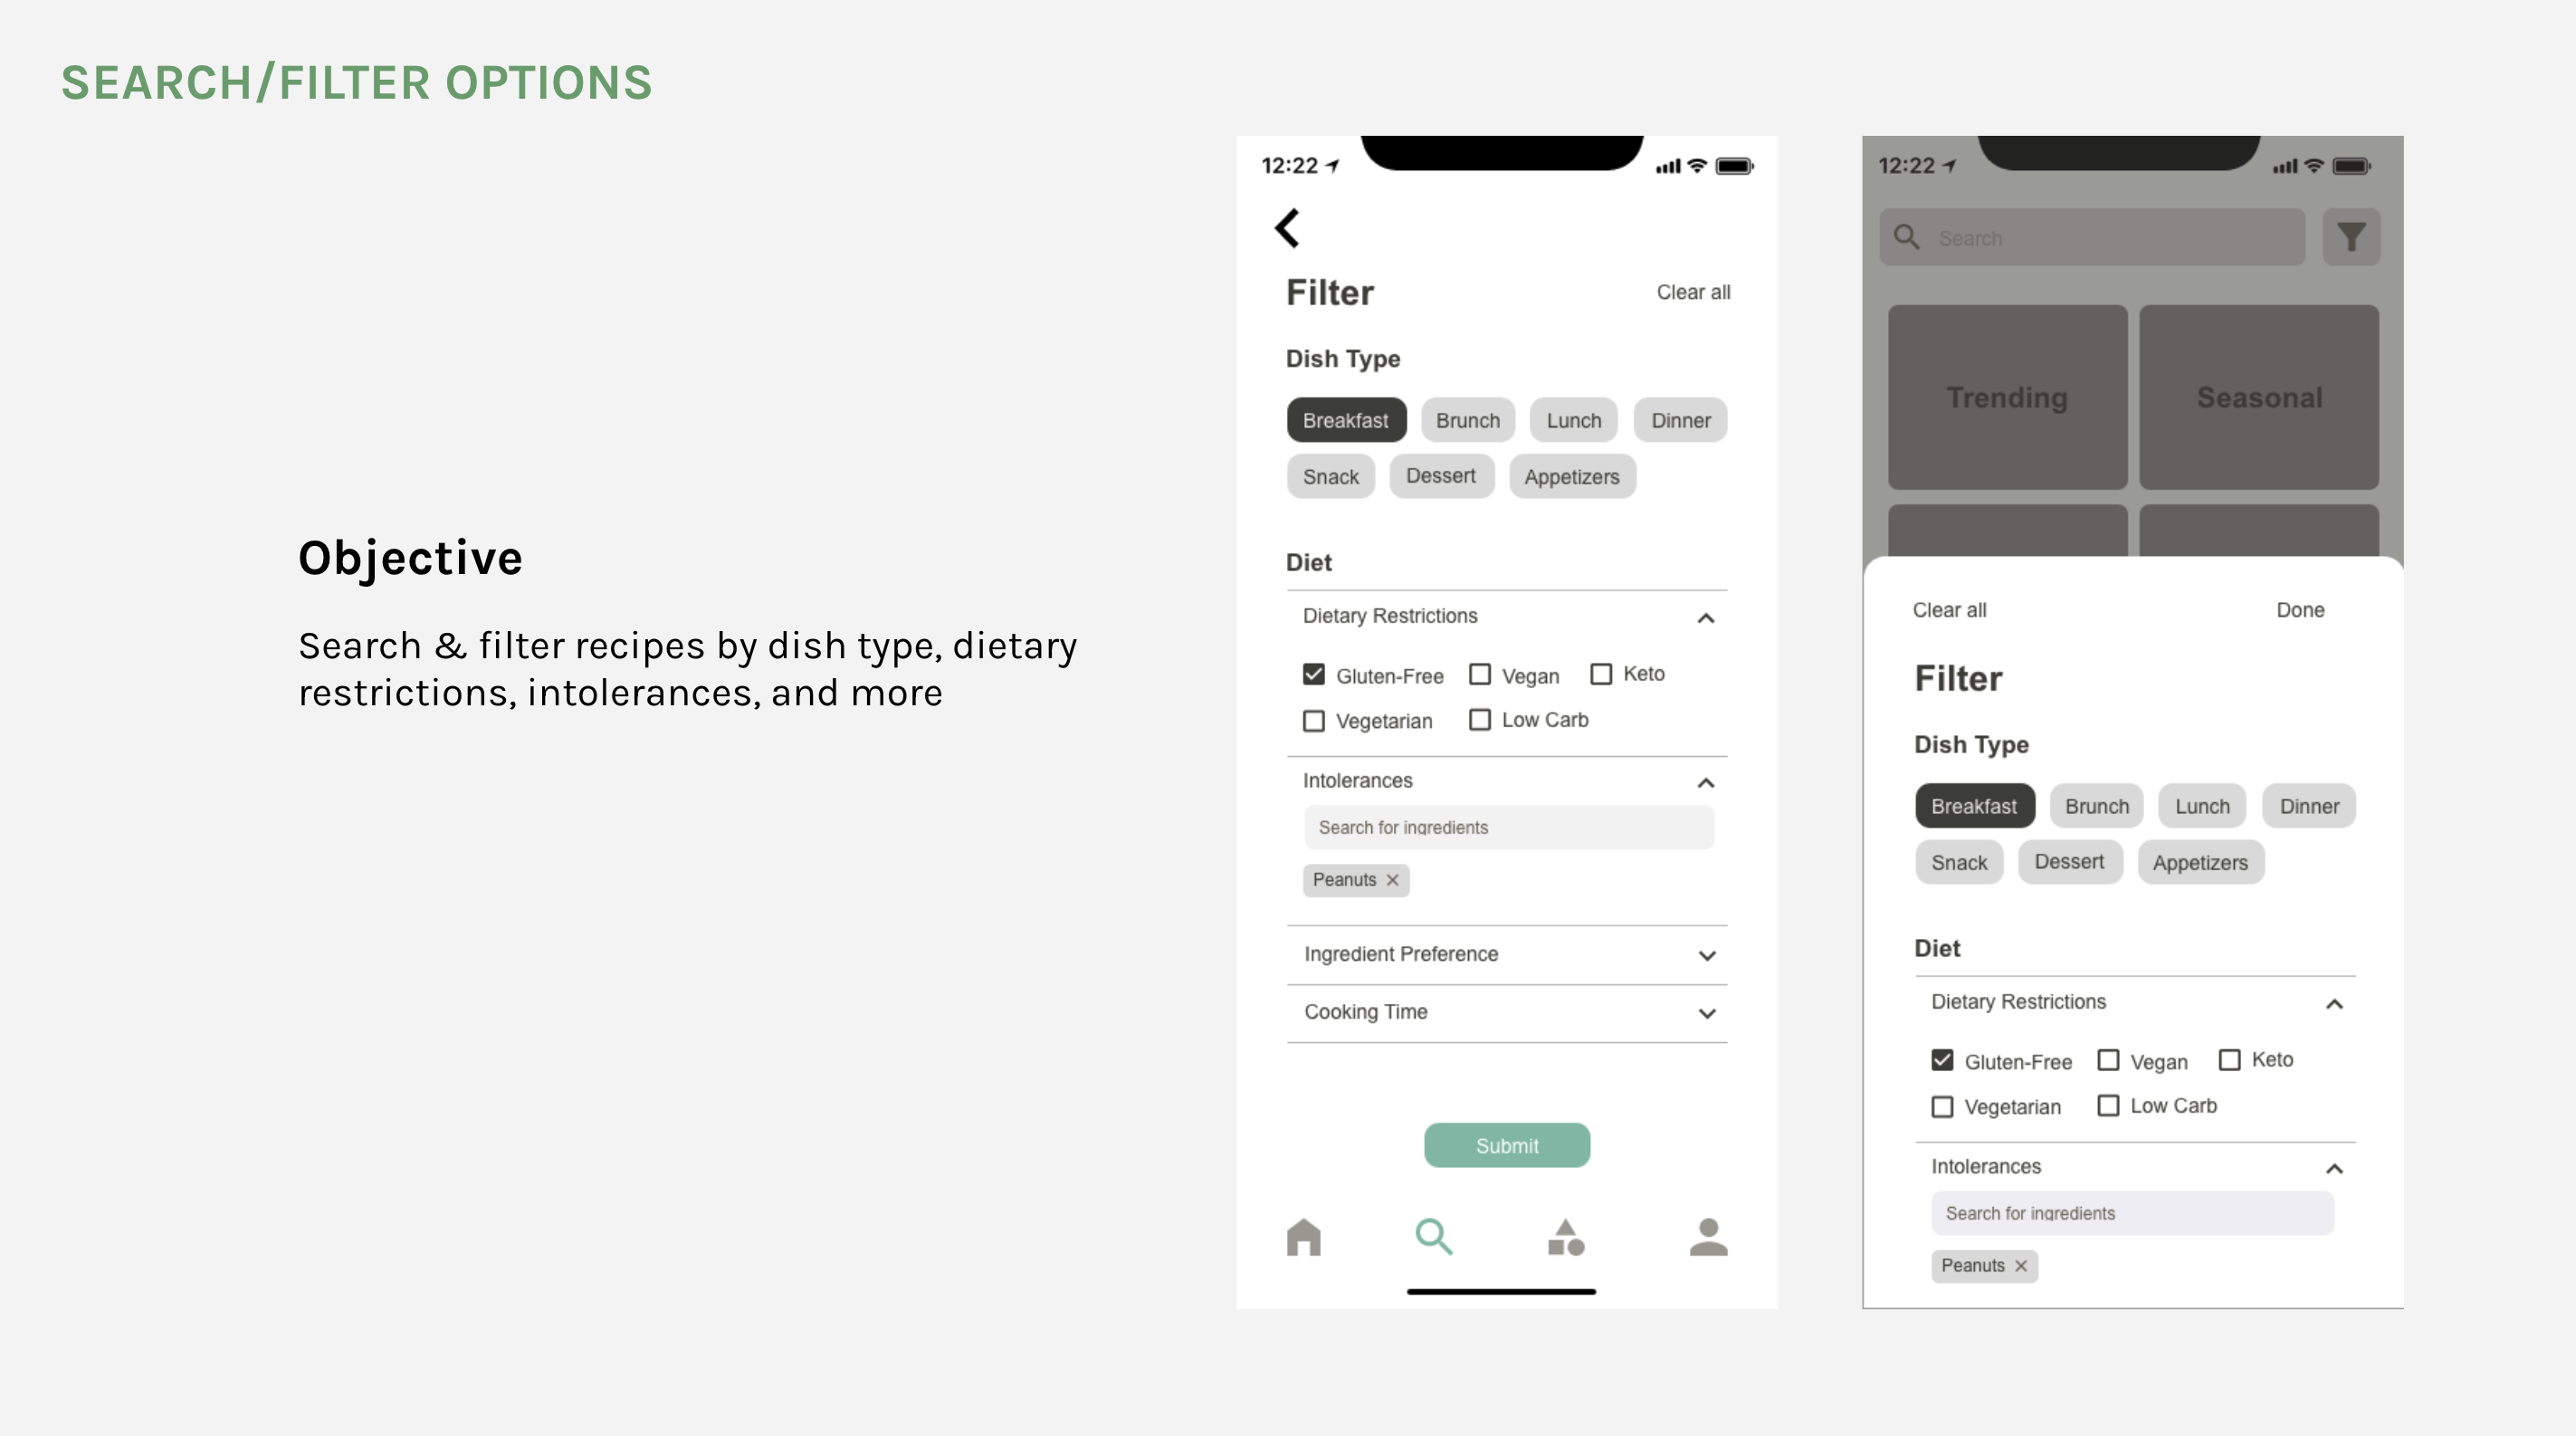 SEARCH/FILTER OPTIONS
Objective
Search & filter recipes by dish type, dietary
restrictions, intolerances, and more
12:22
Filter
Clear all
Dish Type
Breakfast Brunch Lunch Dinner
Snack Dessert Appetizers
Diet
Dietary Restrictions
Gluten-Free Vegan Keto
Vegetarian Low Carb
Intolerances
Search for ingredients
Peanuts
Ingredient Preference
Cooking Time
Submit
12:22
Search
Trending Seasonal
Clear all Done
Filter
Dish Type
Breakfast Brunch Lunch Dinner
Snack Dessert Appetizers
Diet
Dietary Restrictions
Gluten-Free Vegan Keto
Vegetarian Low Carb
Intolerances
Search for ingredients
Peanuts